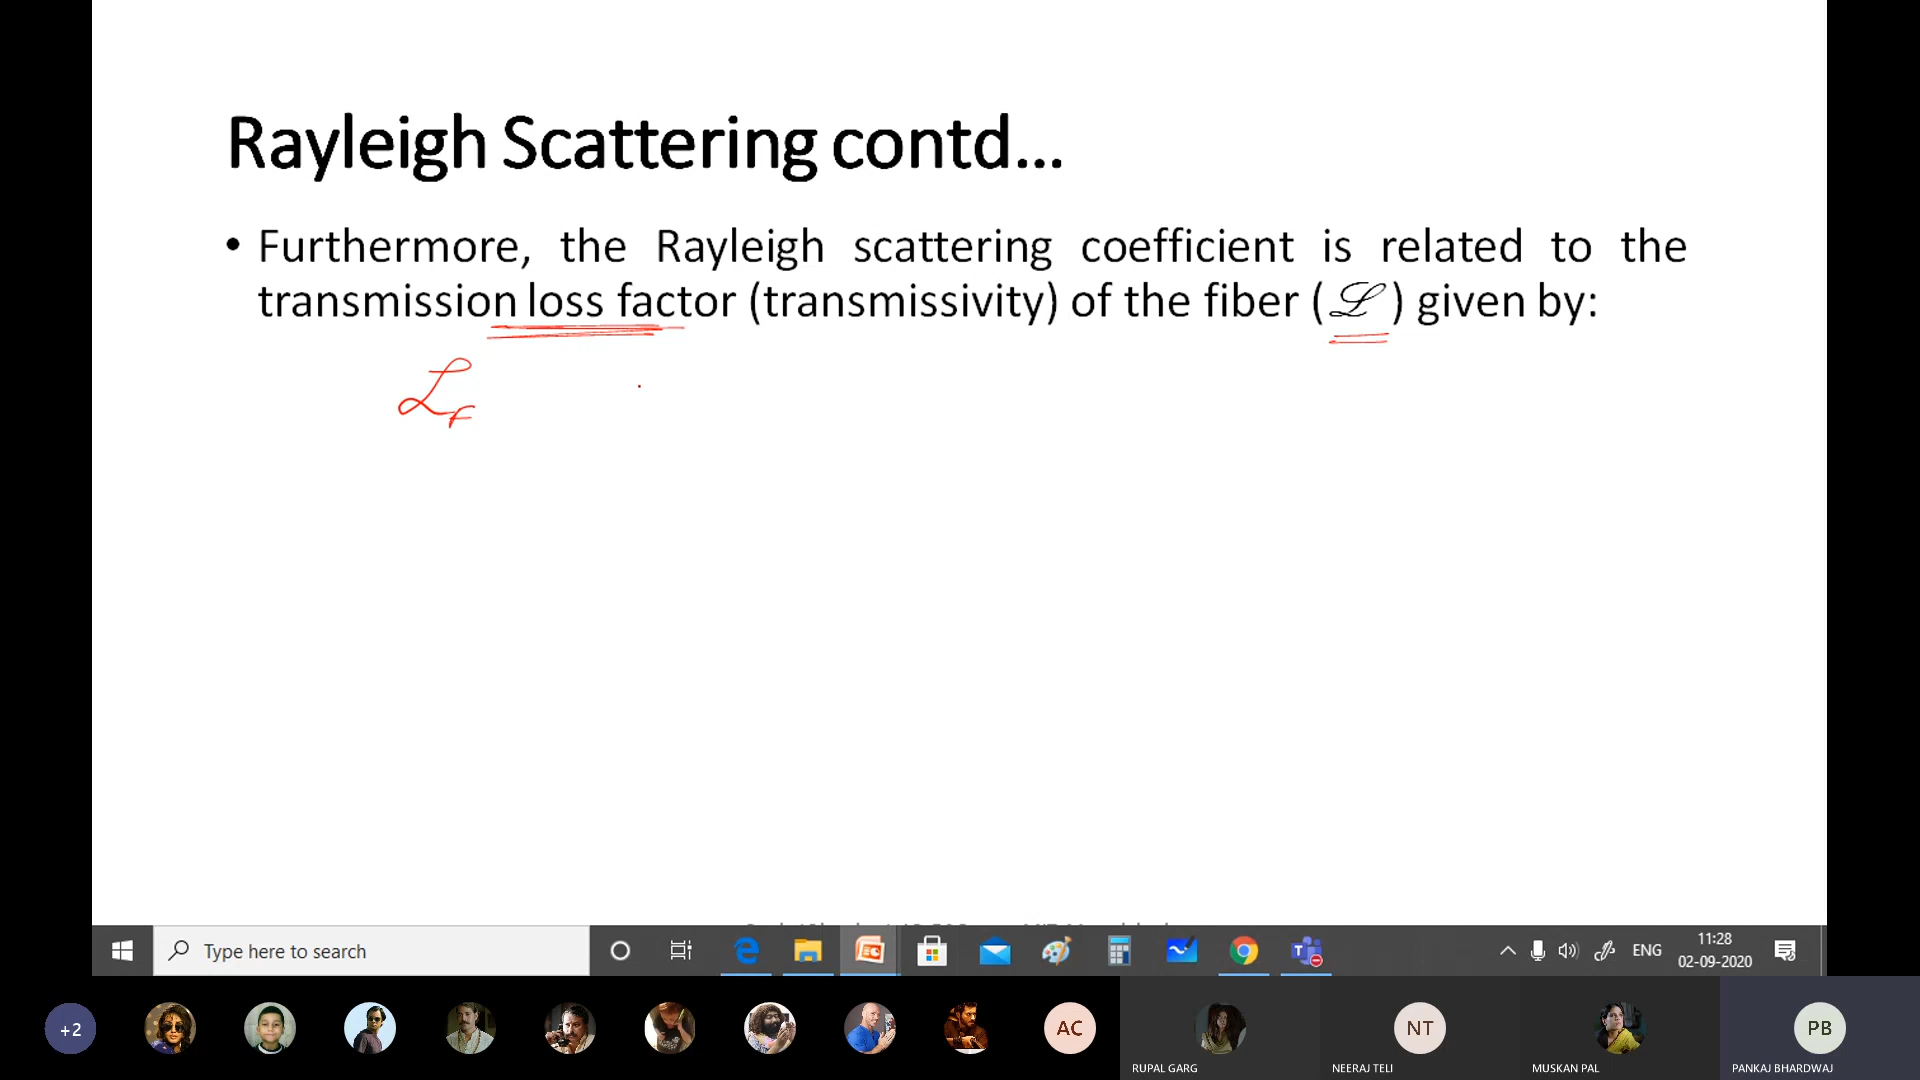 Rayleigh Scattering contd...
• Furthermore, the Rayleigh scattering coefficient is related to the
transmission loss factor (transmissivity) of the fiber (ℒ) given by:
ℒF
Type here to search
ENG
11:28
02-09-2020
+2
AC
NT
PB
RUPAL GARG
NEERAJ TELI
MUSKAN PAL
PANKAJ BHARDWAJ